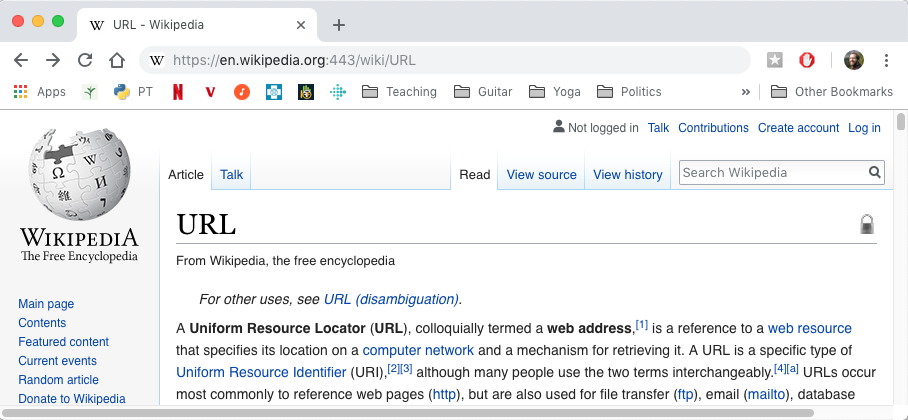 URL - Wikipedia
https://en.wikipedia.org:443/wiki/URL
Apps PT Teaching Guitar Yoga Politics » Other Bookmarks
Not logged in Talk Contributions Create account Log in
Article Talk Read View source View history Search Wikipedia
WIKIPEDIA
The Free Encyclopedia
URL
From Wikipedia, the free encyclopedia
For other uses, see URL (disambiguation).
A Uniform Resource Locator (URL), colloquially termed a web address,[1] is a reference to a web resource
that specifies its location on a computer network and a mechanism for retrieving it. A URL is a specific type of
Uniform Resource Identifier (URI),[2][3] although many people use the two terms interchangeably.[4][a] URLs occur
most commonly to reference web pages (http), but are also used for file transfer (ftp), email (mailto), database
Main page
Contents
Featured content
Current events
Random article
Donate to Wikipedia